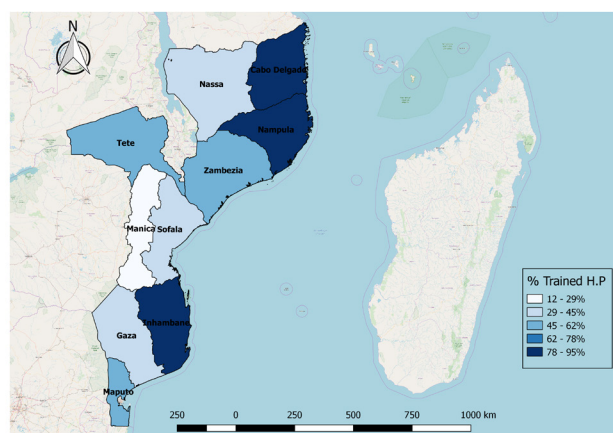 N
Cabo Delgado
Nassa
Nampula
Tete
Zambezia
Manica
Sofala
Inhambane
Gaza
Maputo
% Trained H.P
12 - 29%
29 - 45%
45 - 62%
62 - 78%
78 - 95%
250 0 250 500 750 1000 km